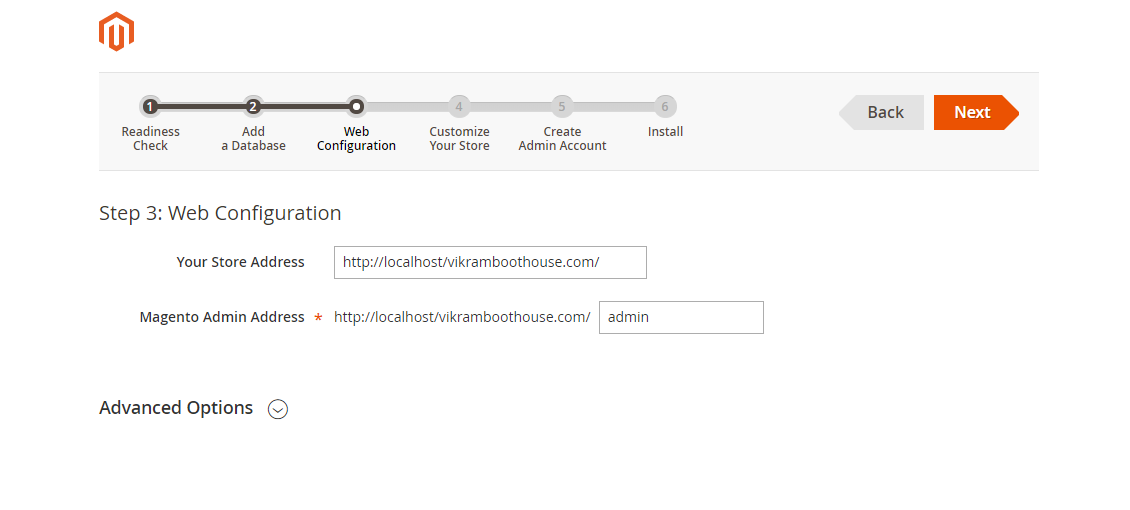 1 2 4 5 6
Readiness Check
Add a Database
Web Configuration
Customize Your Store
Create Admin Account
Install
Back
Next
Step 3: Web Configuration
Your Store Address http://localhost/vikramboothouse.com/
Magento Admin Address * http://localhost/vikramboothouse.com/ admin
Advanced Options